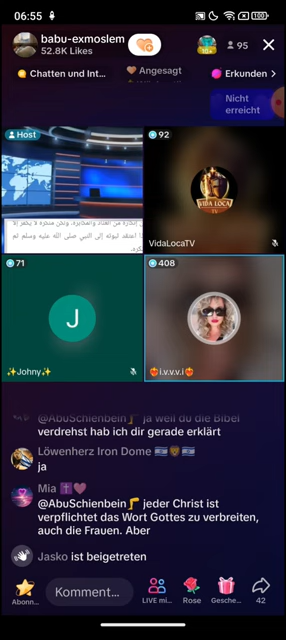 06:55
100
babu-exmoslem
52.8K Likes
95
Chatten und Int...
Angesagt
Erkunden >
Nicht
erreicht
Host
92
VIDA LOCA
VidaLocaTV
71
J
✨Johny✨
408
❤️‍🔥i.v.v.v.i❤️‍🔥
@AbuSchienbein🦵 ja weil du die Bibel
verdrehst hab ich dir gerade erklärt
Löwenherz Iron Dome 🇮🇱🦁🇮🇱
ja
Mia ✝️💜
@AbuSchienbein🦵 jeder Christ ist
verpflichtet das Wort Gottes zu verbreiten,
auch die Frauen. Aber
Jasko ist beigetreten
Abonn...
Komment...
LIVE mi...
Rose
Gesche...
42